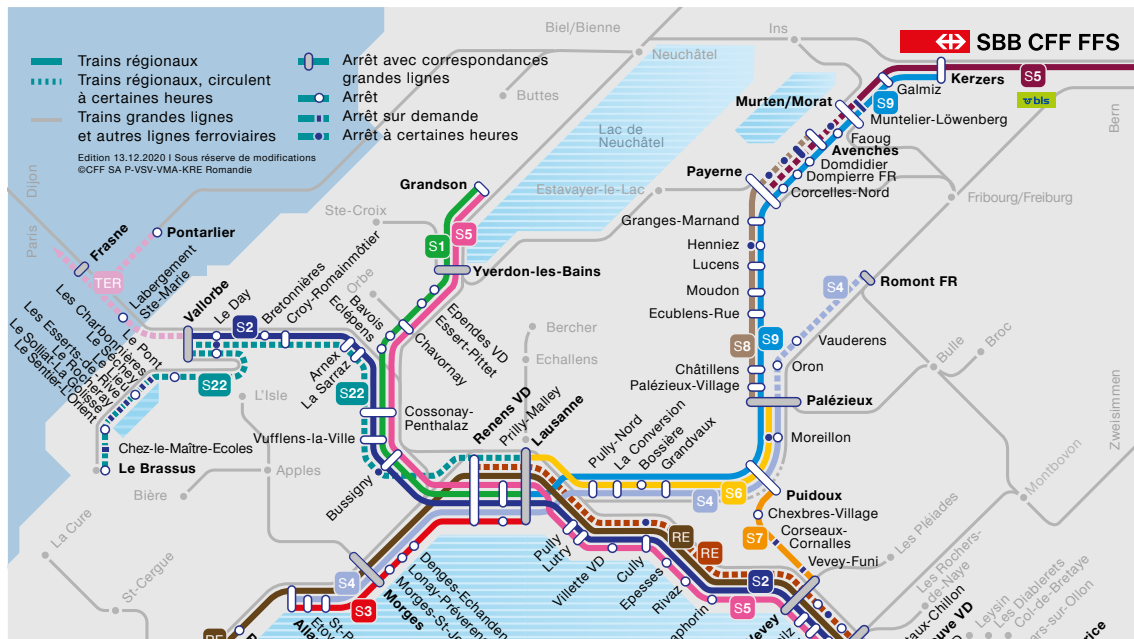 Biel/Bienne
Ins
Neuchâtel
SBB CFF FFS
Trains régionaux
Trains régionaux, circulent
à certaines heures
Trains grandes lignes
et autres lignes ferroviaires
Arrêt avec correspondances
grandes lignes
Arrêt
Arrêt sur demande
Arrêt à certaines heures
Edition 13.12.2020 I Sous réserve de modifications
©CFF SA P-VSV-VMA-KRE Romandie
Buttes
Kerzers
S5
bls
Galmiz
S9
Murten/Morat
Muntelier-Löwenberg
Faoug
Avenches
Domdidier
Dompierre FR
Corcelles-Nord
Bern
Lac de
Neuchâtel
Payerne
Estavayer-le-Lac
Fribourg/Freiburg
Grandson
Ste-Croix
S1
S5
Yverdon-les-Bains
Granges-Marnand
Henniez
Lucens
Moudon
Ecublens-Rue
S8
S9
Châtillens
Palézieux-Village
Palézieux
Moreillon
S4
Romont FR
Vauderens
Oron
Bulle
Broc
Zweisimmen
Montbovon
Dijon
Paris
Frasne
Pontarlier
TER
Labergement
Ste-Marie
Vallorbe
Le Day
S2
Bretonnières
Croy-Romainmôtier
Orbe
Bavois
Eclépens
Ependes VD
Essert-Pittet
Chavornay
Bercher
Echallens
Les Charbonnières
Le Pont
Le Séchey
Le Lieu
Les Esserts-de-Rive
Le Rocheray
Le Solliat-Golisse
Le Sentier-L'Orient
S22
Arnex
La Sarraz
S22
L'Isle
Cossonay-
Penthalaz
Vufflens-la-Ville
Renens VD
Prilly-Malley
Lausanne
Chez-le-Maître-Ecoles
Le Brassus
Apples
Bière
Bussigny
Pully-Nord
La Conversion
Bossière
Grandvaux
S4
S6
Puidoux
Chexbres-Village
S7
Corseaux-
Cornalles
Vevey-Funi
Les Pléiades
La Cure
St-Cergue
S4
S3
Morges
Denges-Echandens
Lonay-Préverenges
Morges-St-J
St-P
Etoy
Alla
RE
Pully
Lutry
Villette VD
Cully
Epesses
Rivaz
RE
RE
S2
S5
Les Rochers-
de-Naye
Les Diablerets
Col-de-Bretaye
Leysin